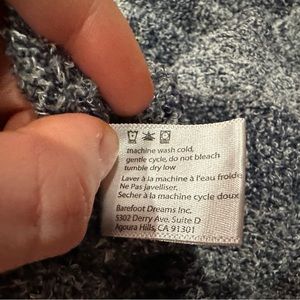 machine wash cold,
gentle cycle, do not bleach
tumble dry low
Laver à la machine à l'eau froide
Ne Pas javelliser.
Secher à la machine cycle doux
Barefoot Dreams Inc.
5302 Derry Ave, Suite D
Agoura Hills, CA 91301